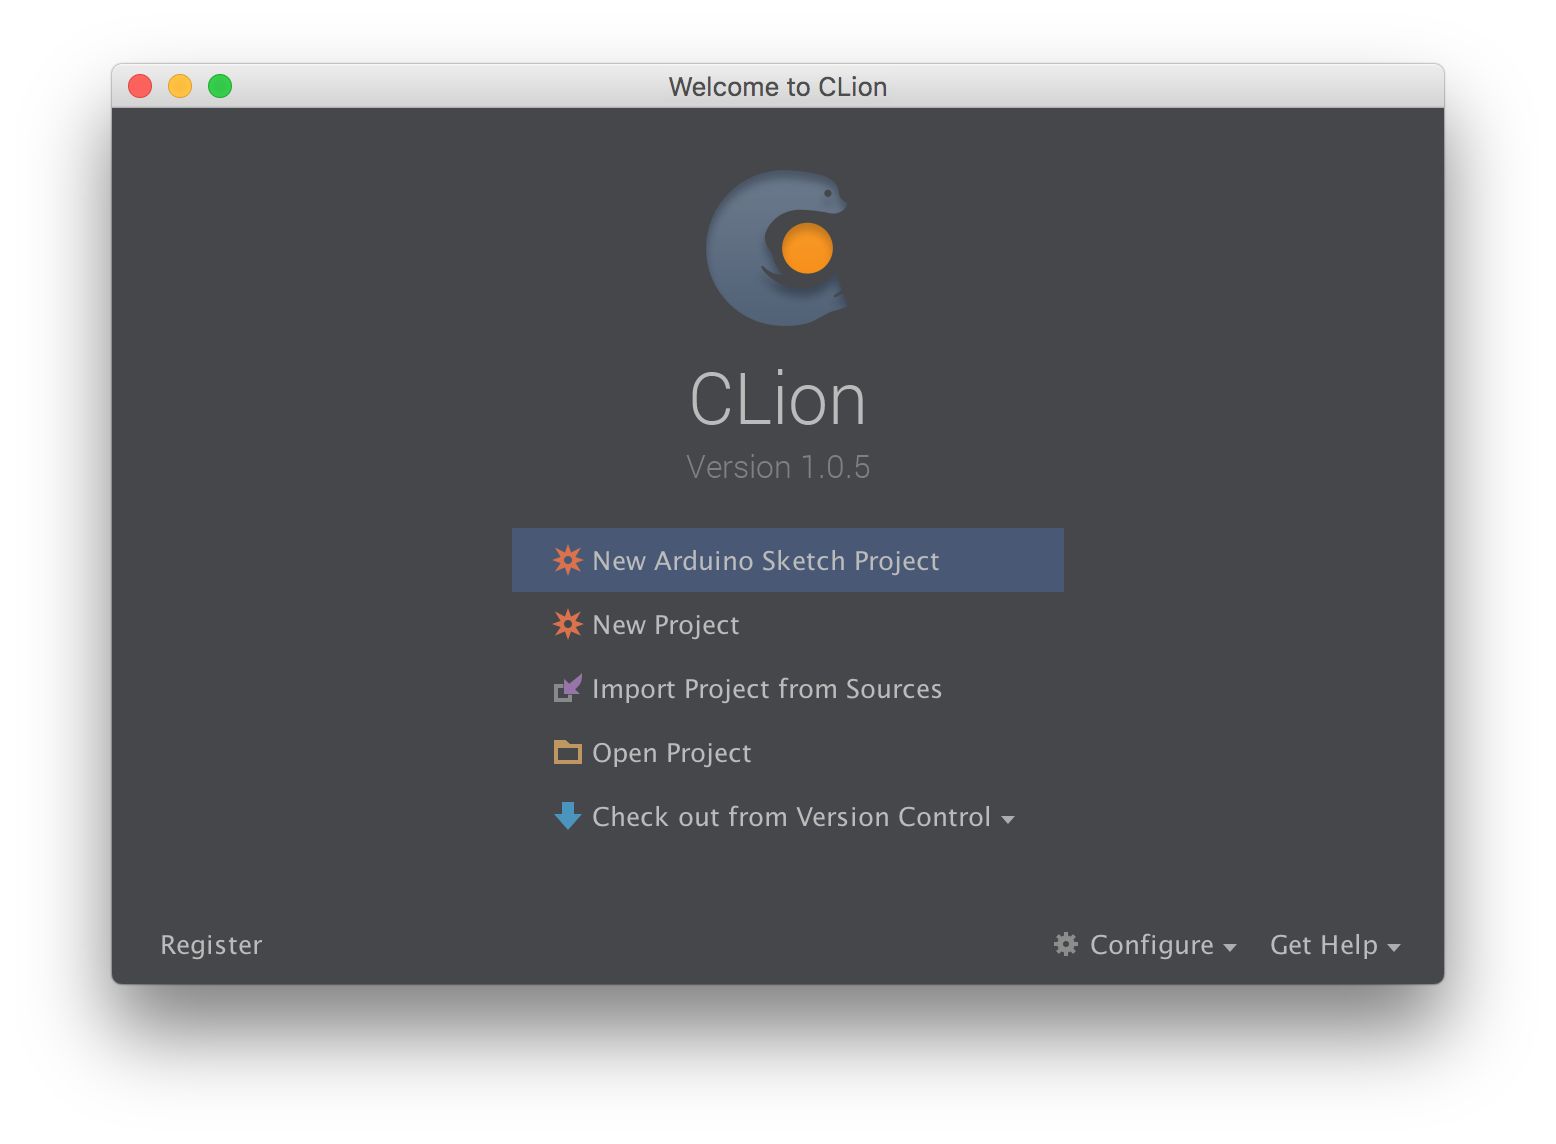 Welcome to CLion
CLion
Version 1.0.5
New Arduino Sketch Project
New Project
Import Project from Sources
Open Project
Check out from Version Control
Register
Configure
Get Help